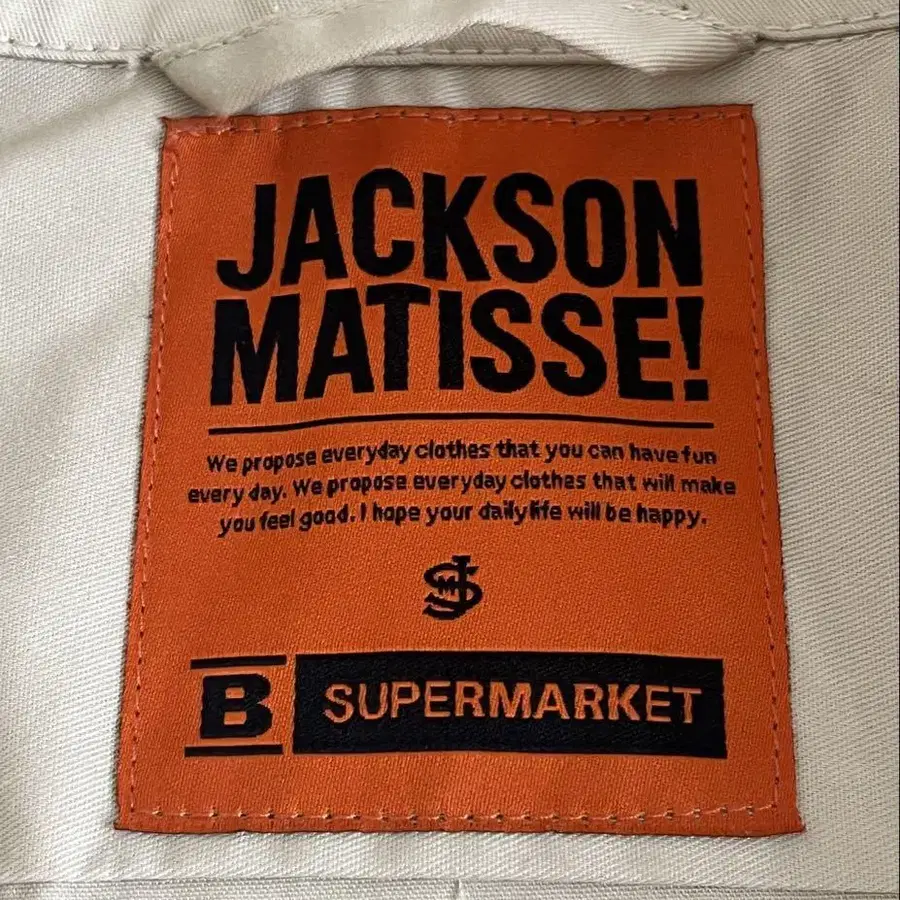 JACKSON
MATISSE!
We propose everyday clothes that you can have fun
every day. We propose everyday clothes that will make
you feel good. I hope your daily life will be happy.
B SUPERMARKET